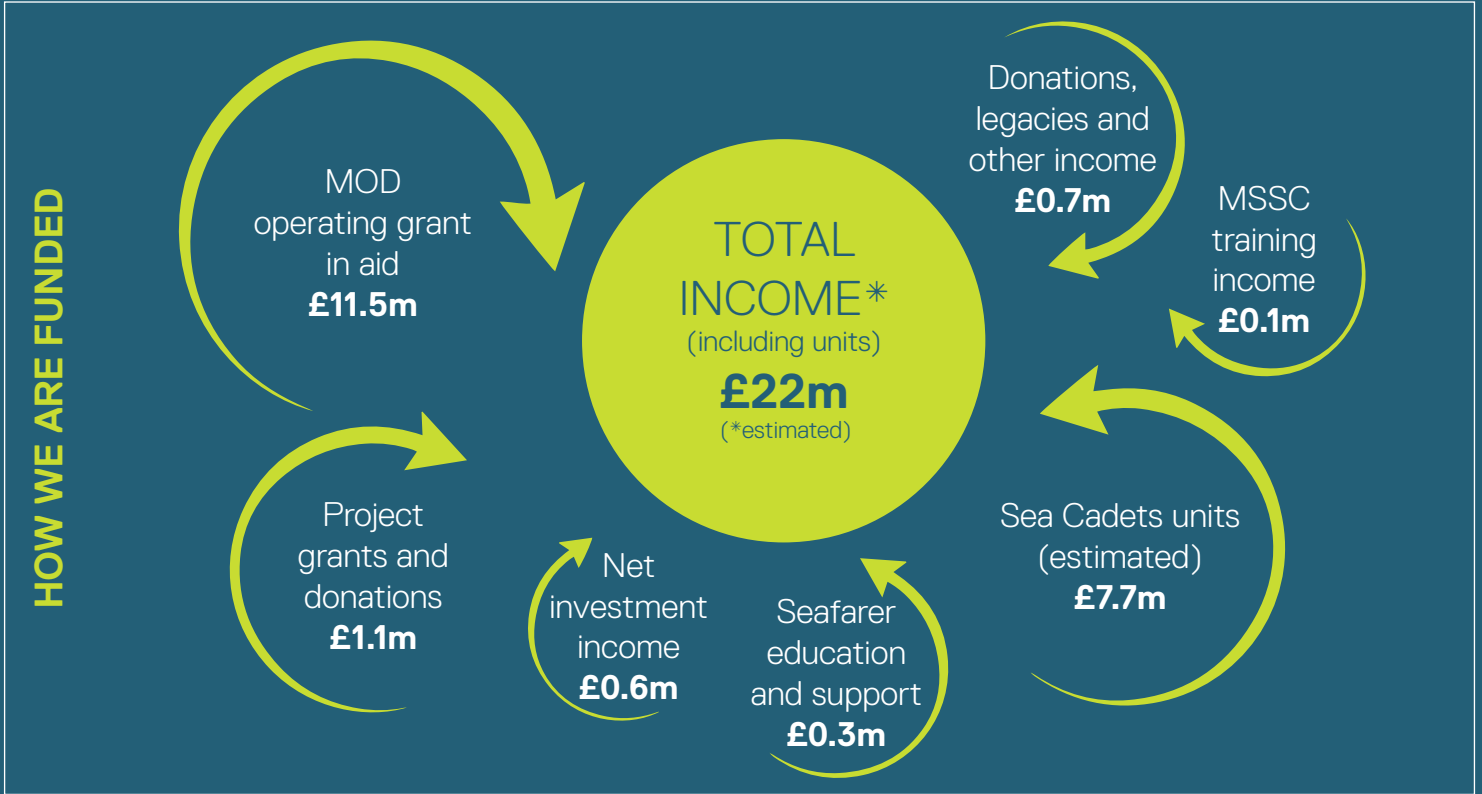 HOW WE ARE FUNDED
MOD
operating grant
in aid
£11.5m
Project
grants and
donations
£1.1m
Net
investment
income
£0.6m
TOTAL
INCOME*
(including units)
£22m
(*estimated)
Seafarer
education
and support
£0.3m
Donations,
legacies and
other income
£0.7m
MSSC
training
income
£0.1m
Sea Cadets units
(estimated)
£7.7m